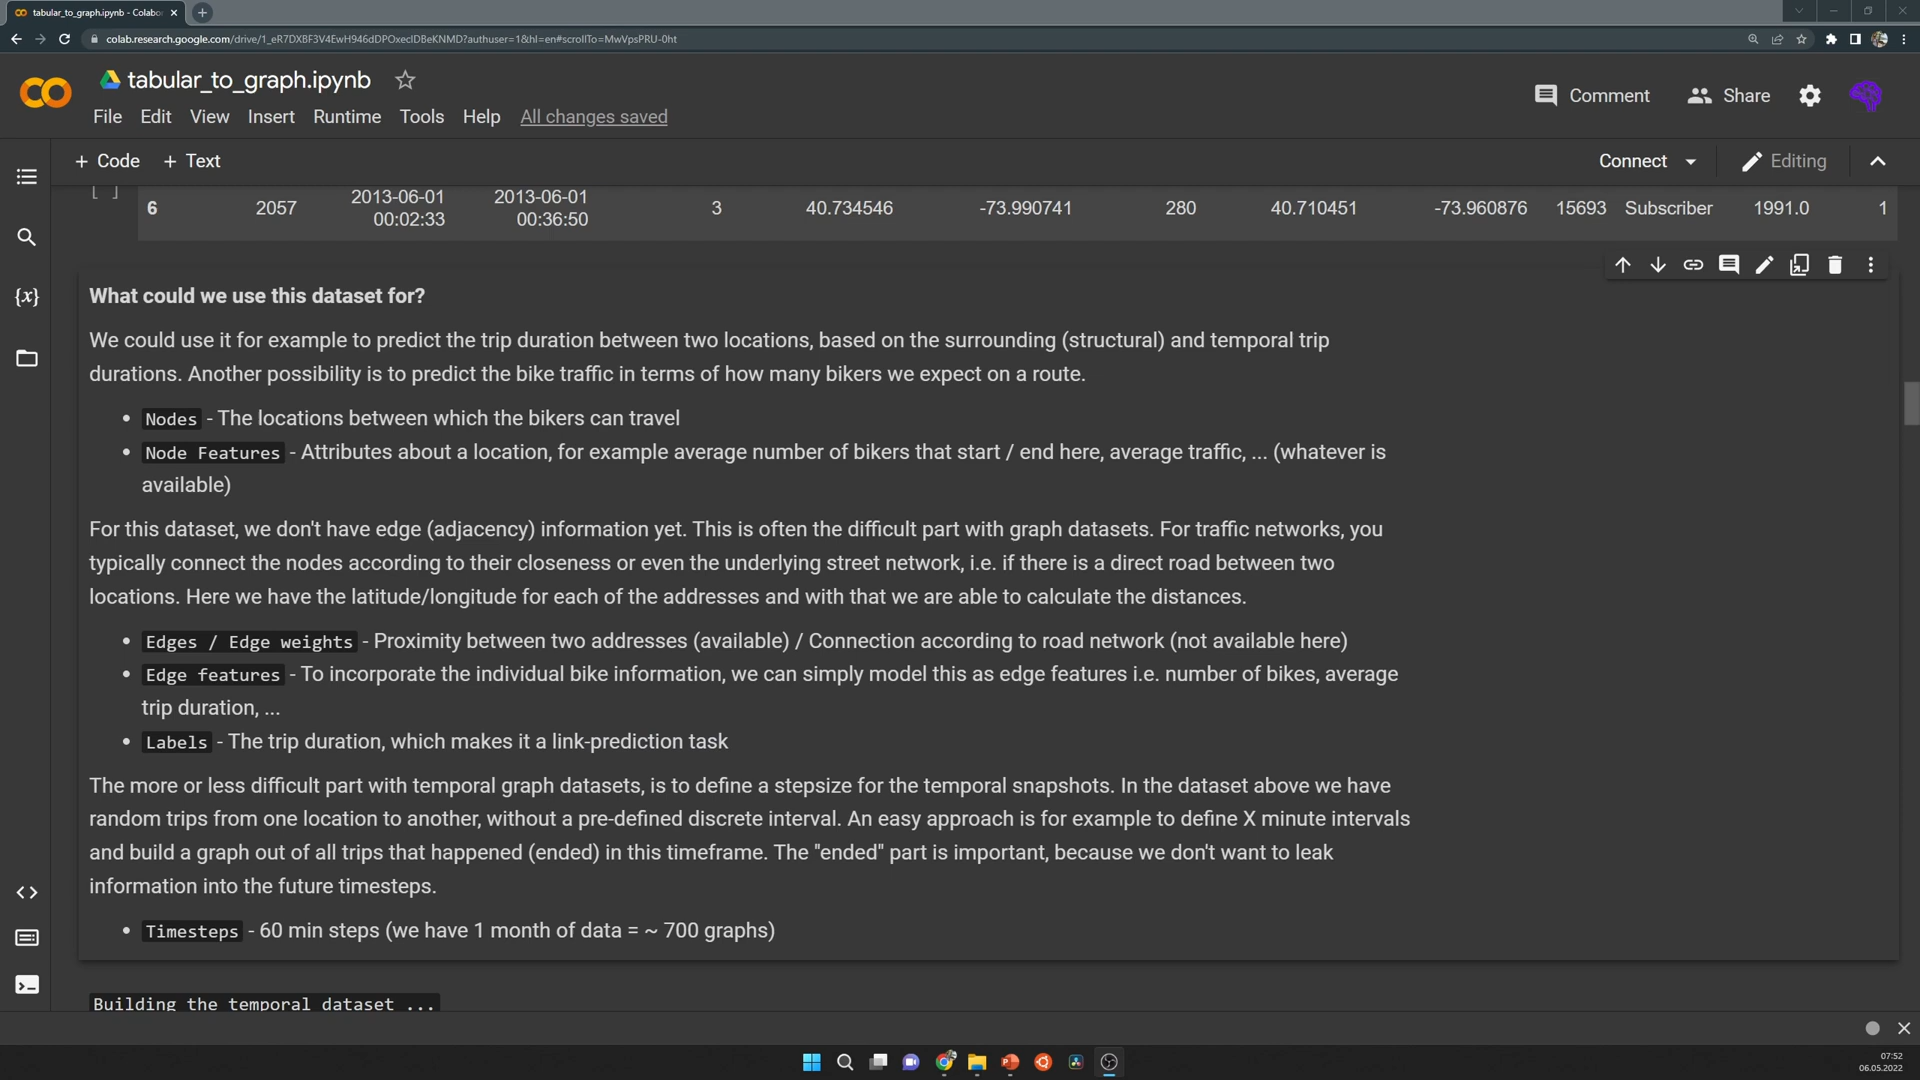 tabular_to_graph.ipynb - Colabo
colab.research.google.com/drive/1_eR7DXBF3V4EwH946dDPOxecIDBeKNMD?authuser=1&hl=en#scrollTo=MwVpsPRU-0ht
tabular_to_graph.ipynb
Comment
Share
File Edit View Insert Runtime Tools Help All changes saved
+ Code + Text
Connect
Editing
[ ]
6 2057 2013-06-01 2013-06-01 3 40.734546 -73.990741 280 40.710451 -73.960876 15693 Subscriber 1991.0 1
00:02:33 00:36:50
{x}
What could we use this dataset for?
We could use it for example to predict the trip duration between two locations, based on the surrounding (structural) and temporal trip
durations. Another possibility is to predict the bike traffic in terms of how many bikers we expect on a route.
• Nodes - The locations between which the bikers can travel
• Node Features - Attributes about a location, for example average number of bikers that start / end here, average traffic, ... (whatever is
available)
For this dataset, we don't have edge (adjacency) information yet. This is often the difficult part with graph datasets. For traffic networks, you
typically connect the nodes according to their closeness or even the underlying street network, i.e. if there is a direct road between two
locations. Here we have the latitude/longitude for each of the addresses and with that we are able to calculate the distances.
• Edges / Edge weights - Proximity between two addresses (available) / Connection according to road network (not available here)
• Edge features - To incorporate the individual bike information, we can simply model this as edge features i.e. number of bikes, average
trip duration, ...
• Labels - The trip duration, which makes it a link-prediction task
The more or less difficult part with temporal graph datasets, is to define a stepsize for the temporal snapshots. In the dataset above we have
random trips from one location to another, without a pre-defined discrete interval. An easy approach is for example to define X minute intervals
and build a graph out of all trips that happened (ended) in this timeframe. The "ended" part is important, because we don't want to leak
information into the future timesteps.
• Timesteps - 60 min steps (we have 1 month of data = ~ 700 graphs)
Building the temporal dataset ...
07:52
06.05.2022